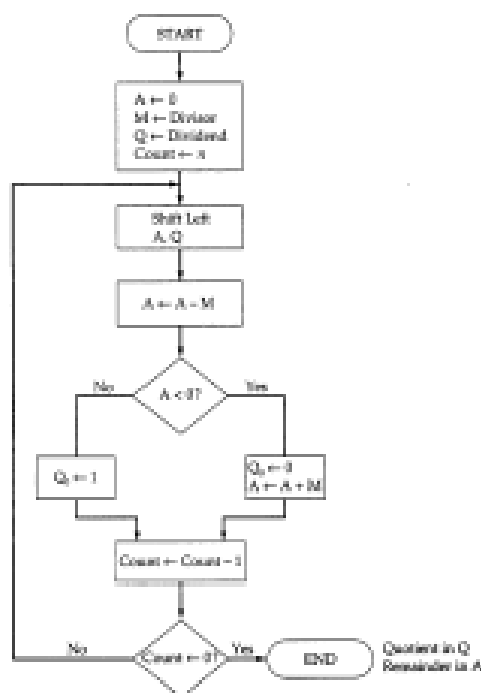 START
A ← 0
M ← Divisor
Q ← Dividend
Count ← n
Shift Left
A, Q
A ← A – M
No
A < 0?
Yes
Q₀ ← 1
Q₀ ← 0
A ← A + M
Count ← Count – 1
No
Count ← 0?
Yes
END
Quotient in Q
Remainder in A